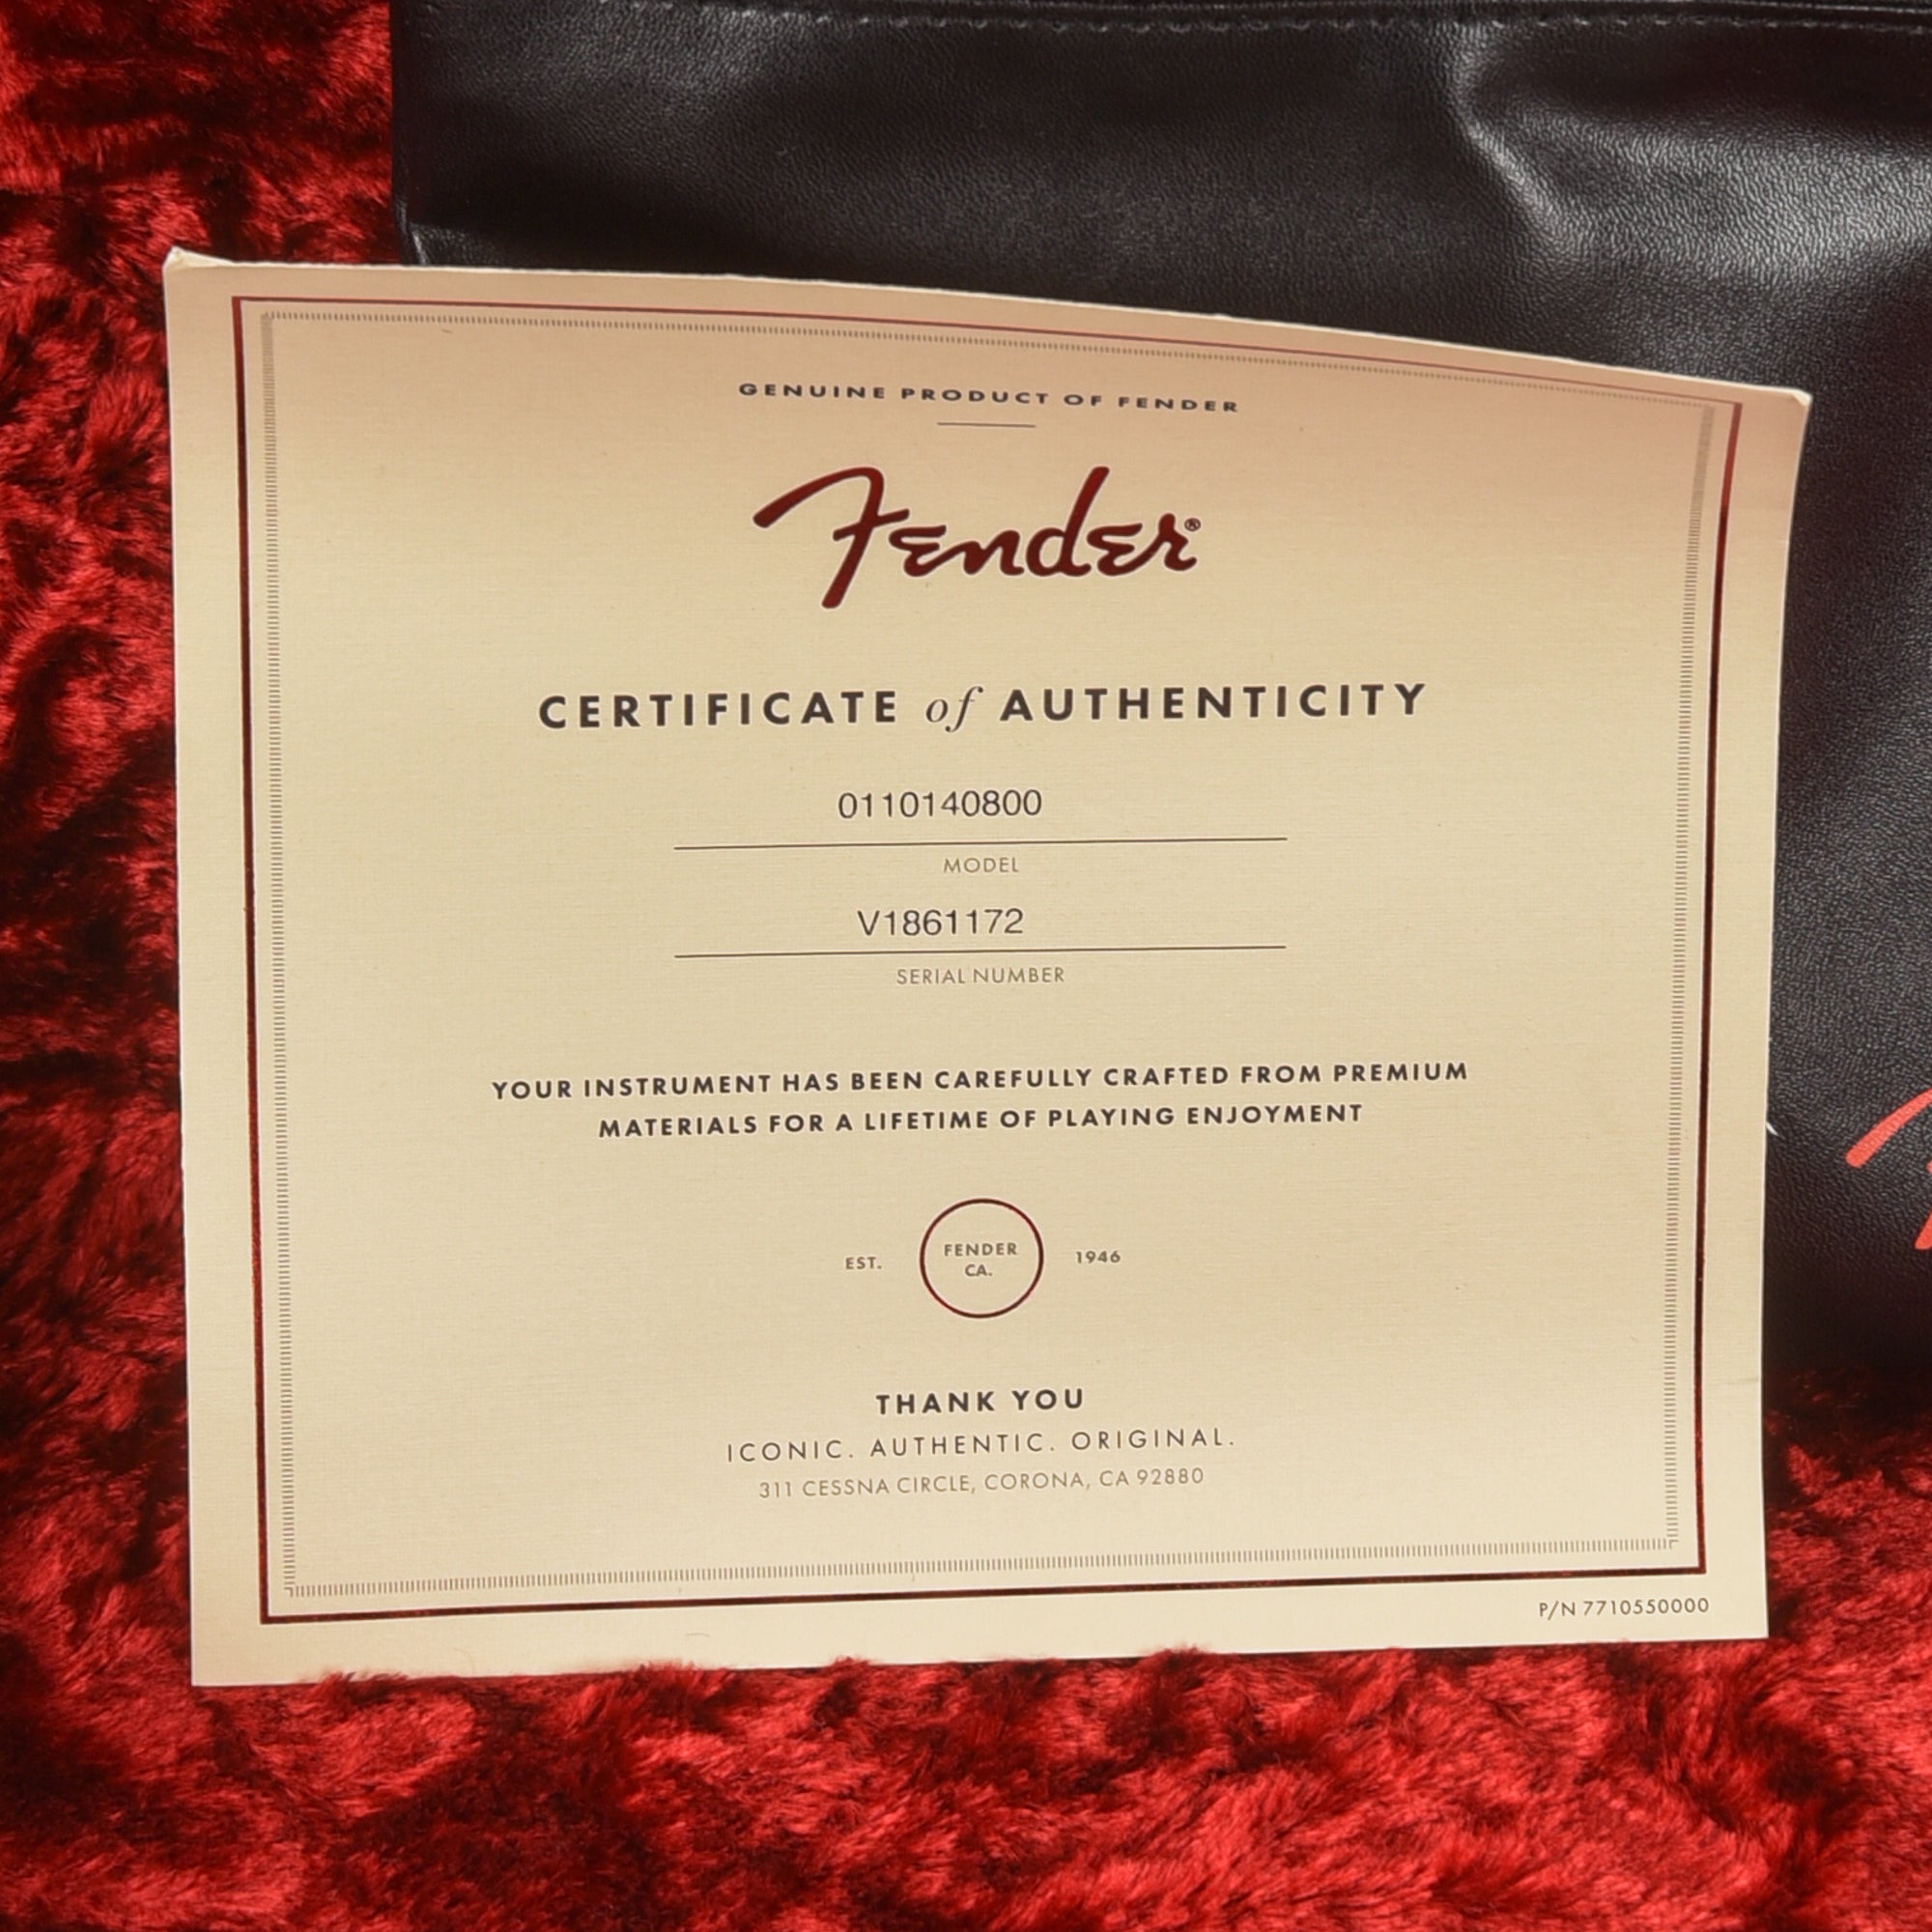 GENUINE PRODUCT OF FENDER
Fender®
CERTIFICATE of AUTHENTICITY
0110140800
MODEL
V1861172
SERIAL NUMBER
YOUR INSTRUMENT HAS BEEN CAREFULLY CRAFTED FROM PREMIUM
MATERIALS FOR A LIFETIME OF PLAYING ENJOYMENT
EST. FENDER 1946
CA.
THANK YOU
ICONIC. AUTHENTIC. ORIGINAL.
311 CESSNA CIRCLE, CORONA, CA 92880
P/N 7710550000